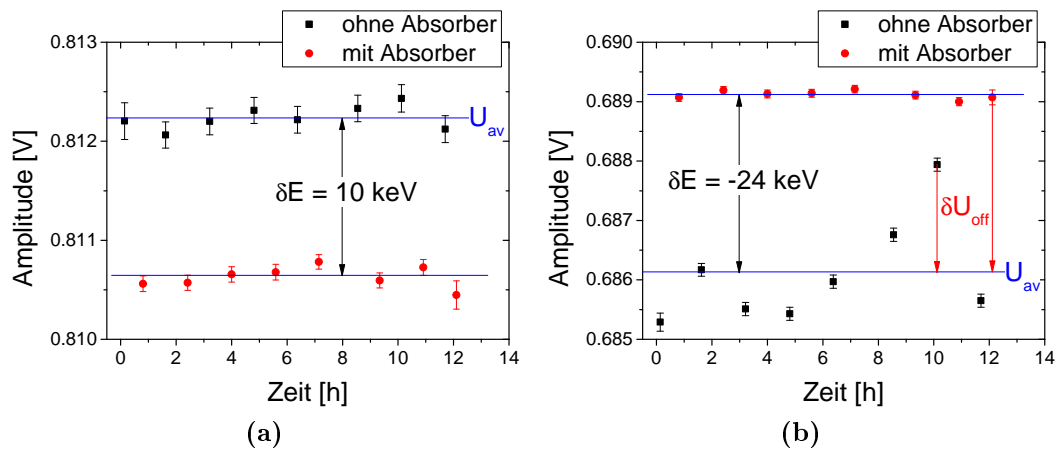 ohne Absorber
mit Absorber
0.813
0.812
0.811
0.810
Amplitude [V]
U_av
δE = 10 keV
0 2 4 6 8 10 12 14
Zeit [h]
(a)
ohne Absorber
mit Absorber
0.690
0.689
0.688
0.687
0.686
0.685
Amplitude [V]
δE = -24 keV
δU_off
U_av
0 2 4 6 8 10 12 14
Zeit [h]
(b)